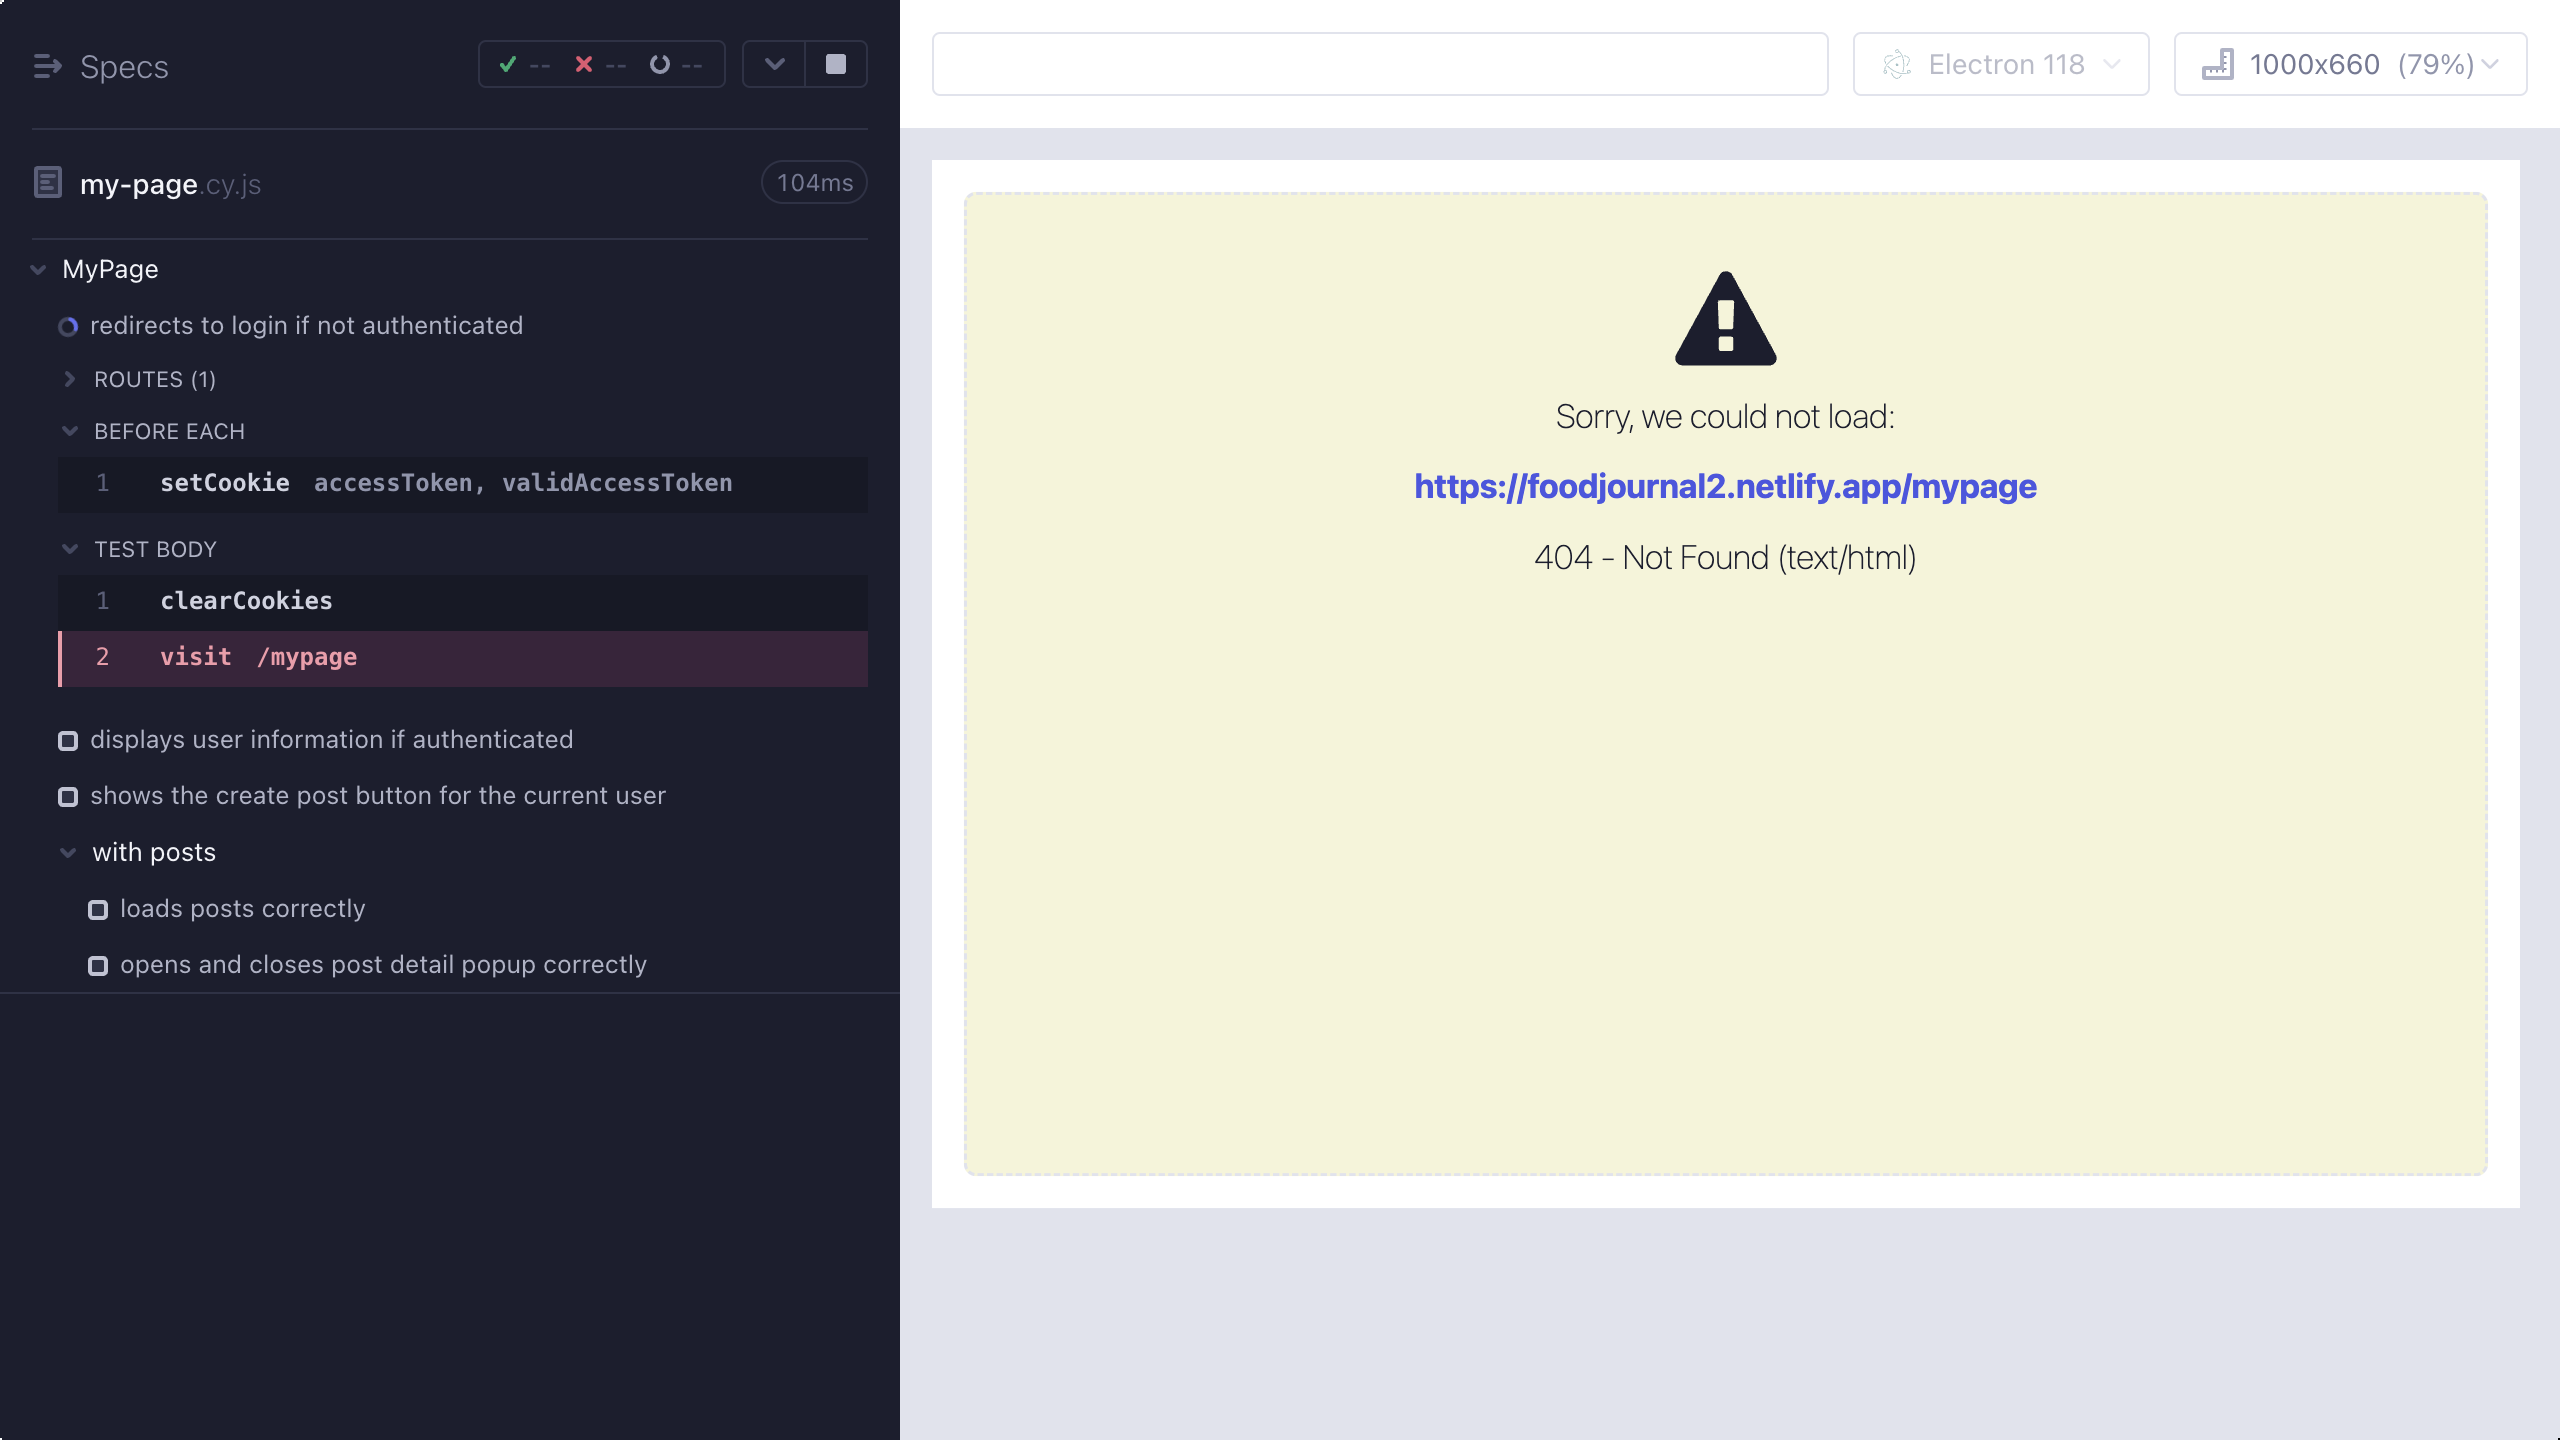 Specs
--
--
--
my-page.cy.js
104ms
MyPage
redirects to login if not authenticated
ROUTES (1)
BEFORE EACH
1 setCookie accessToken, validAccessToken
TEST BODY
1 clearCookies
2 visit /mypage
displays user information if authenticated
shows the create post button for the current user
with posts
loads posts correctly
opens and closes post detail popup correctly
Electron 118
1000x660 (79%)
Sorry, we could not load:
https://foodjournal2.netlify.app/mypage
404 - Not Found (text/html)